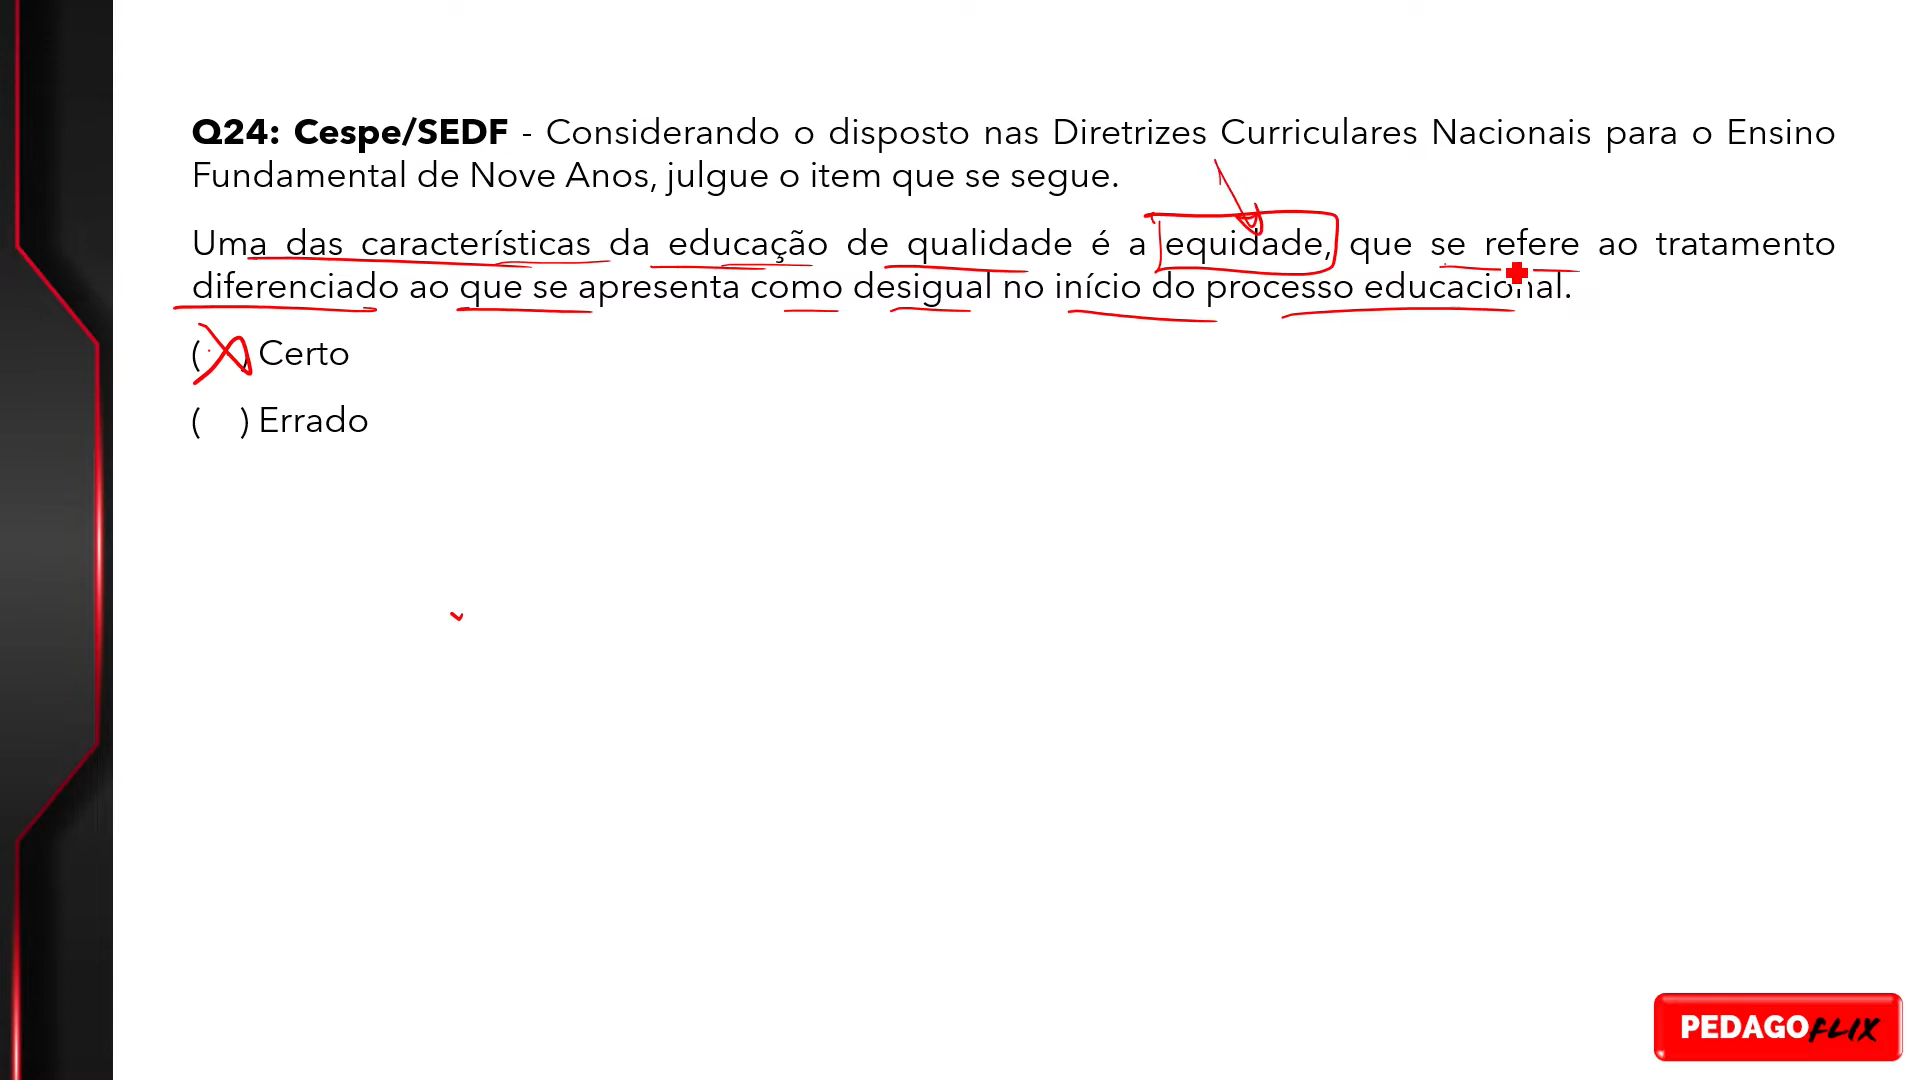 Q24: Cespe/SEDF - Considerando o disposto nas Diretrizes Curriculares Nacionais para o Ensino
Fundamental de Nove Anos, julgue o item que se segue.
Uma das características da educação de qualidade é a equidade, que se refere ao tratamento
diferenciado ao que se apresenta como desigual no início do processo educacional.
(X) Certo
( ) Errado
PEDAGOFLIX